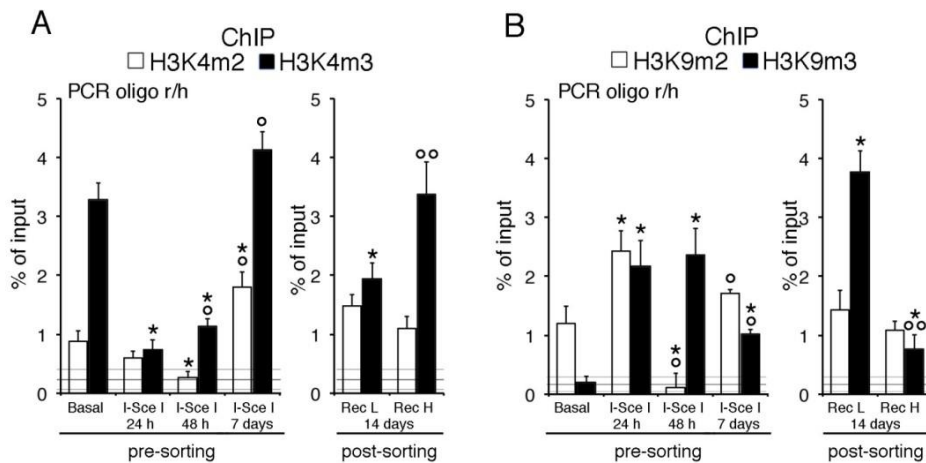 A
ChIP
H3K4m2 H3K4m3
PCR oligo r/h
% of input
5
4
3
2
1
0
Basal I-Sce I I-Sce I I-Sce I
24 h 48 h 7 days
pre-sorting
% of input
5
4
3
2
1
0
Rec L Rec H
14 days
post-sorting
* * * * * * °°
B
ChIP
H3K9m2 H3K9m3
PCR oligo r/h
% of input
5
4
3
2
1
0
Basal I-Sce I I-Sce I I-Sce I
24 h 48 h 7 days
pre-sorting
% of input
5
4
3
2
1
0
Rec L Rec H
14 days
post-sorting